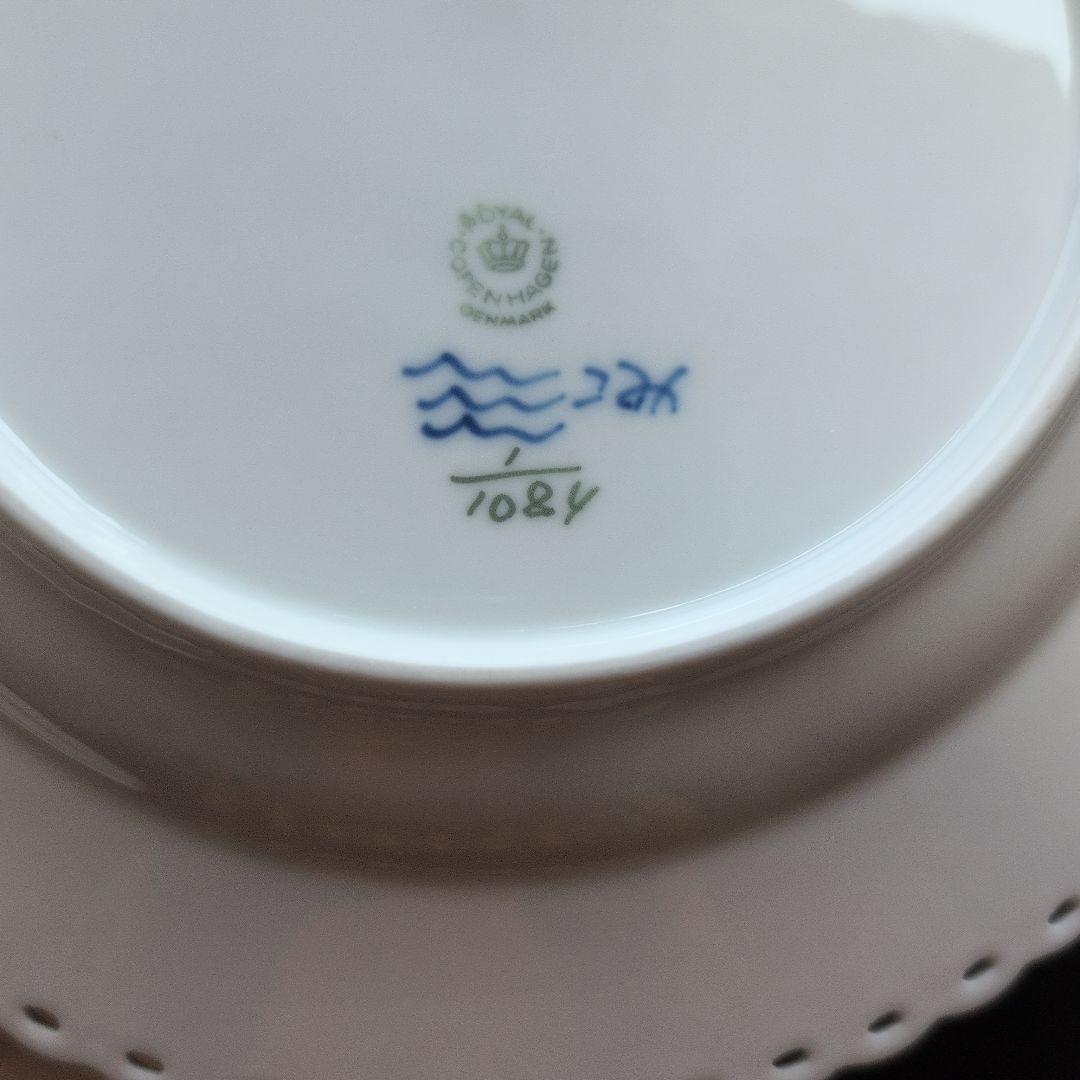 ROYAL
COPENHAGEN
DENMARK
1
1084